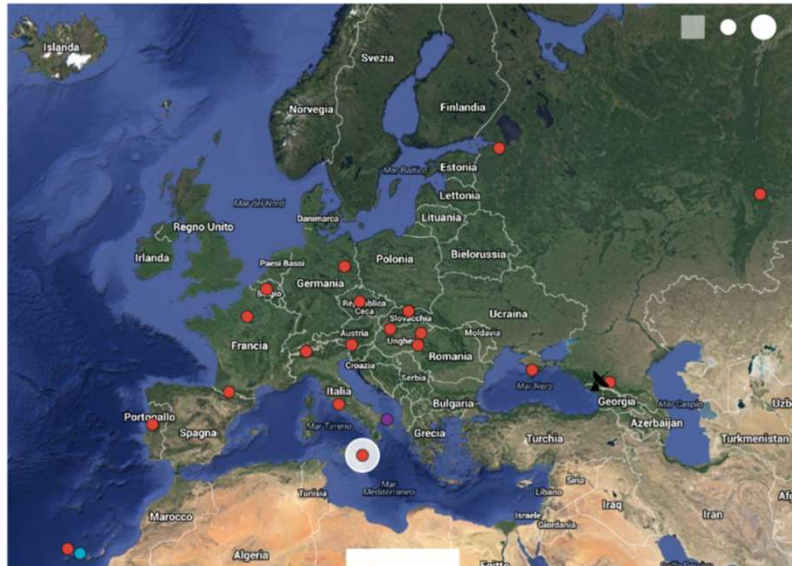 Islanda
Svezia
Norvegia
Finlandia
Estonia
Mar Baltico
Lettonia
Mar del Nord
Danimarca
Lituania
Regno Unito
Irlanda
Paesi Bassi
Polonia
Bielorussia
Germania
Belgio
Repubblica
Ceca
Ucraina
Slovacchia
Austria
Moldavia
Francia
Croazia
Romania
Serbia
Italia
Mar Nero
Bulgaria
Georgia
Mar Caspio
Portogallo
Spagna
Mar Tirreno
Grecia
Azerbaijan
Turchia
Turkmenistan
Mar
Mediterraneo
Tunisia
Siria
Libano
Iraq
Iran
Israele
Giordania
Marocco
Algeria